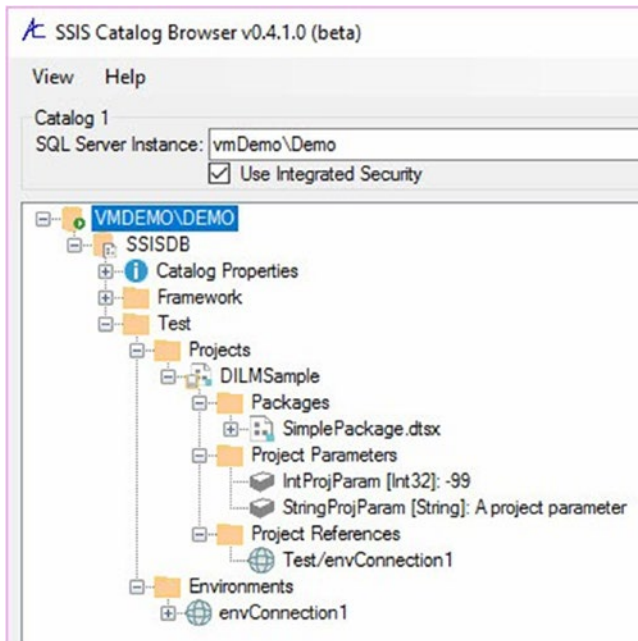 SSIS Catalog Browser v0.4.1.0 (beta)
View Help
Catalog 1
SQL Server Instance: vmDemo\Demo
Use Integrated Security
VMDEMO\DEMO
SSISDB
Catalog Properties
Framework
Test
Projects
DILMSample
Packages
SimplePackage.dtsx
Project Parameters
IntProjParam [Int32]: -99
StringProjParam [String]: A project parameter
Project References
Test/envConnection1
Environments
envConnection1